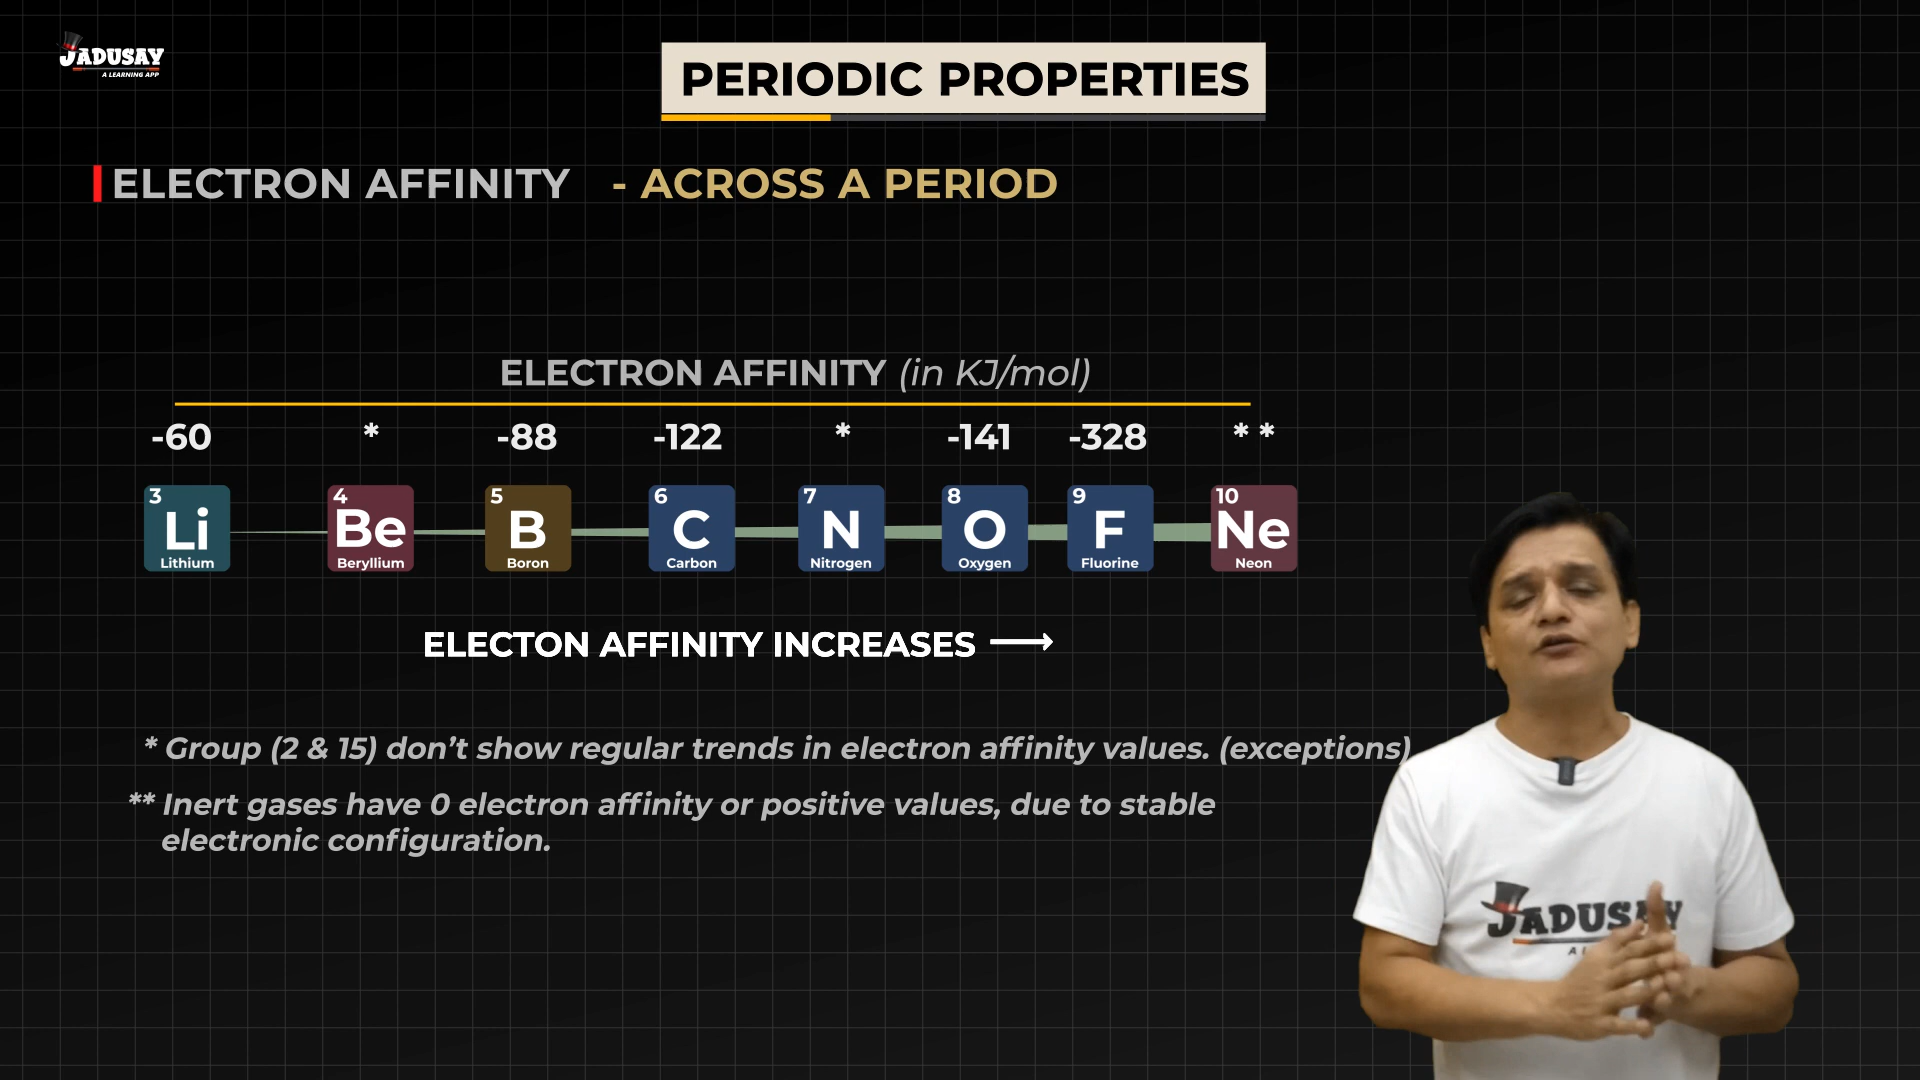 JADUSAY
A LEARNING APP
PERIODIC PROPERTIES
ELECTRON AFFINITY - ACROSS A PERIOD
ELECTRON AFFINITY (in KJ/mol)
-60 * -88 -122 * -141 -328 * *
3 4 5 6 7 8 9 10
Li Be B C N O F Ne
Lithium Beryllium Boron Carbon Nitrogen Oxygen Fluorine Neon
ELECTON AFFINITY INCREASES ⟶
* Group (2 & 15) don't show regular trends in electron affinity values. (exceptions)
** Inert gases have 0 electron affinity or positive values, due to stable
electronic configuration.
JADUSAY